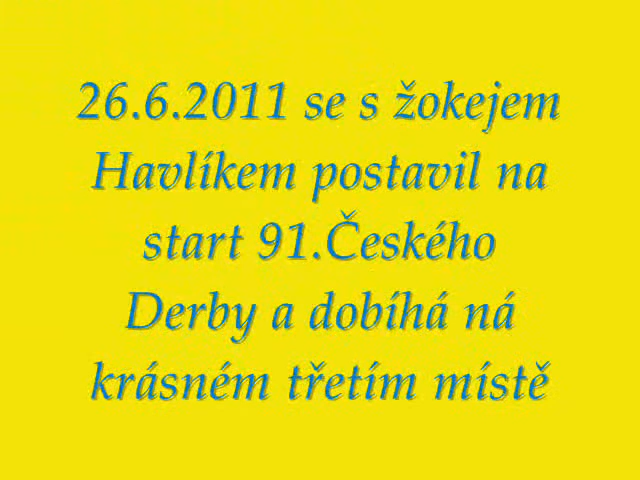 26.6.2011 se s žokejem
Havlíkem postavil na
start 91.Českého
Derby a dobíhá ná
krásném třetím místě